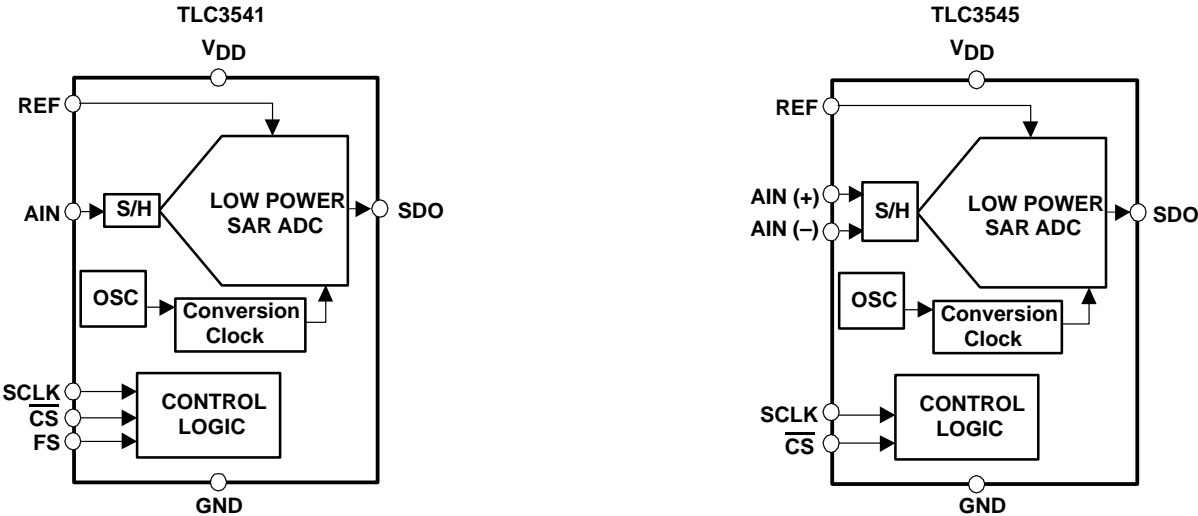 TLC3541
VDD
REF
AIN
S/H
LOW POWER
SAR ADC
SDO
OSC
Conversion
Clock
SCLK
CS
FS
CONTROL
LOGIC
GND
TLC3545
VDD
REF
AIN (+)
AIN (–)
S/H
LOW POWER
SAR ADC
SDO
OSC
Conversion
Clock
SCLK
CS
CONTROL
LOGIC
GND